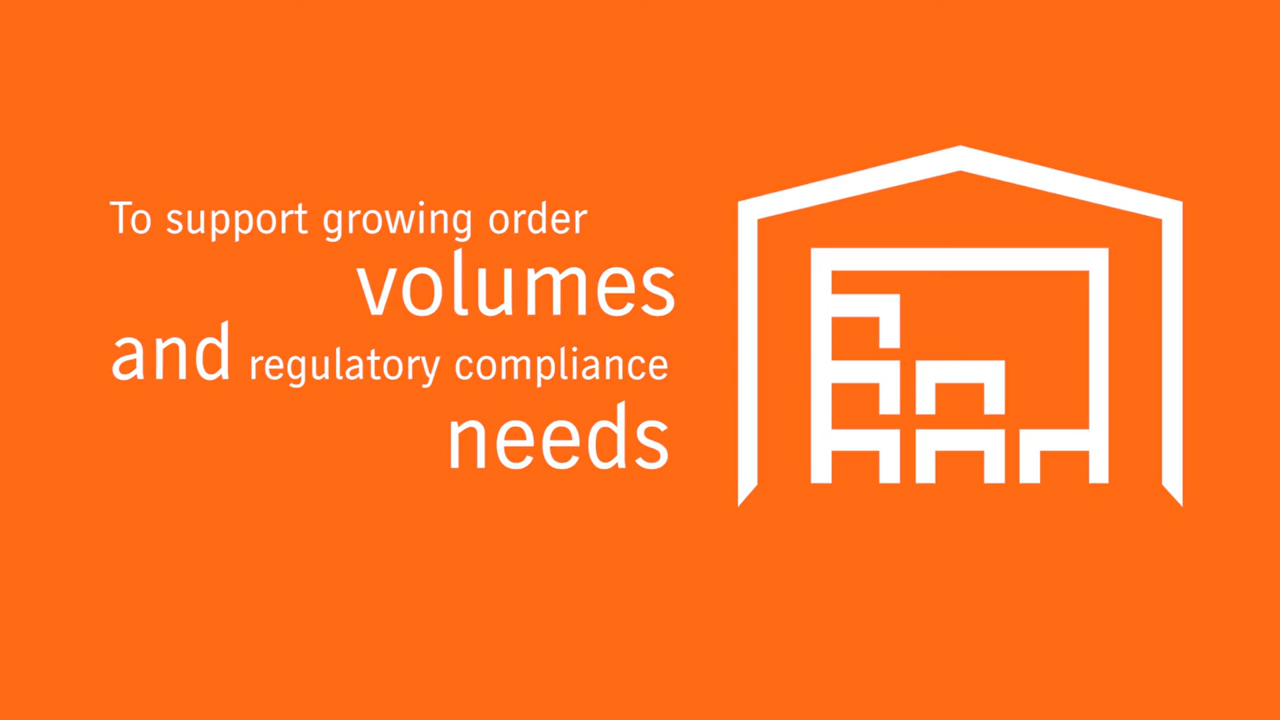 To support growing order
volumes
and regulatory compliance
needs